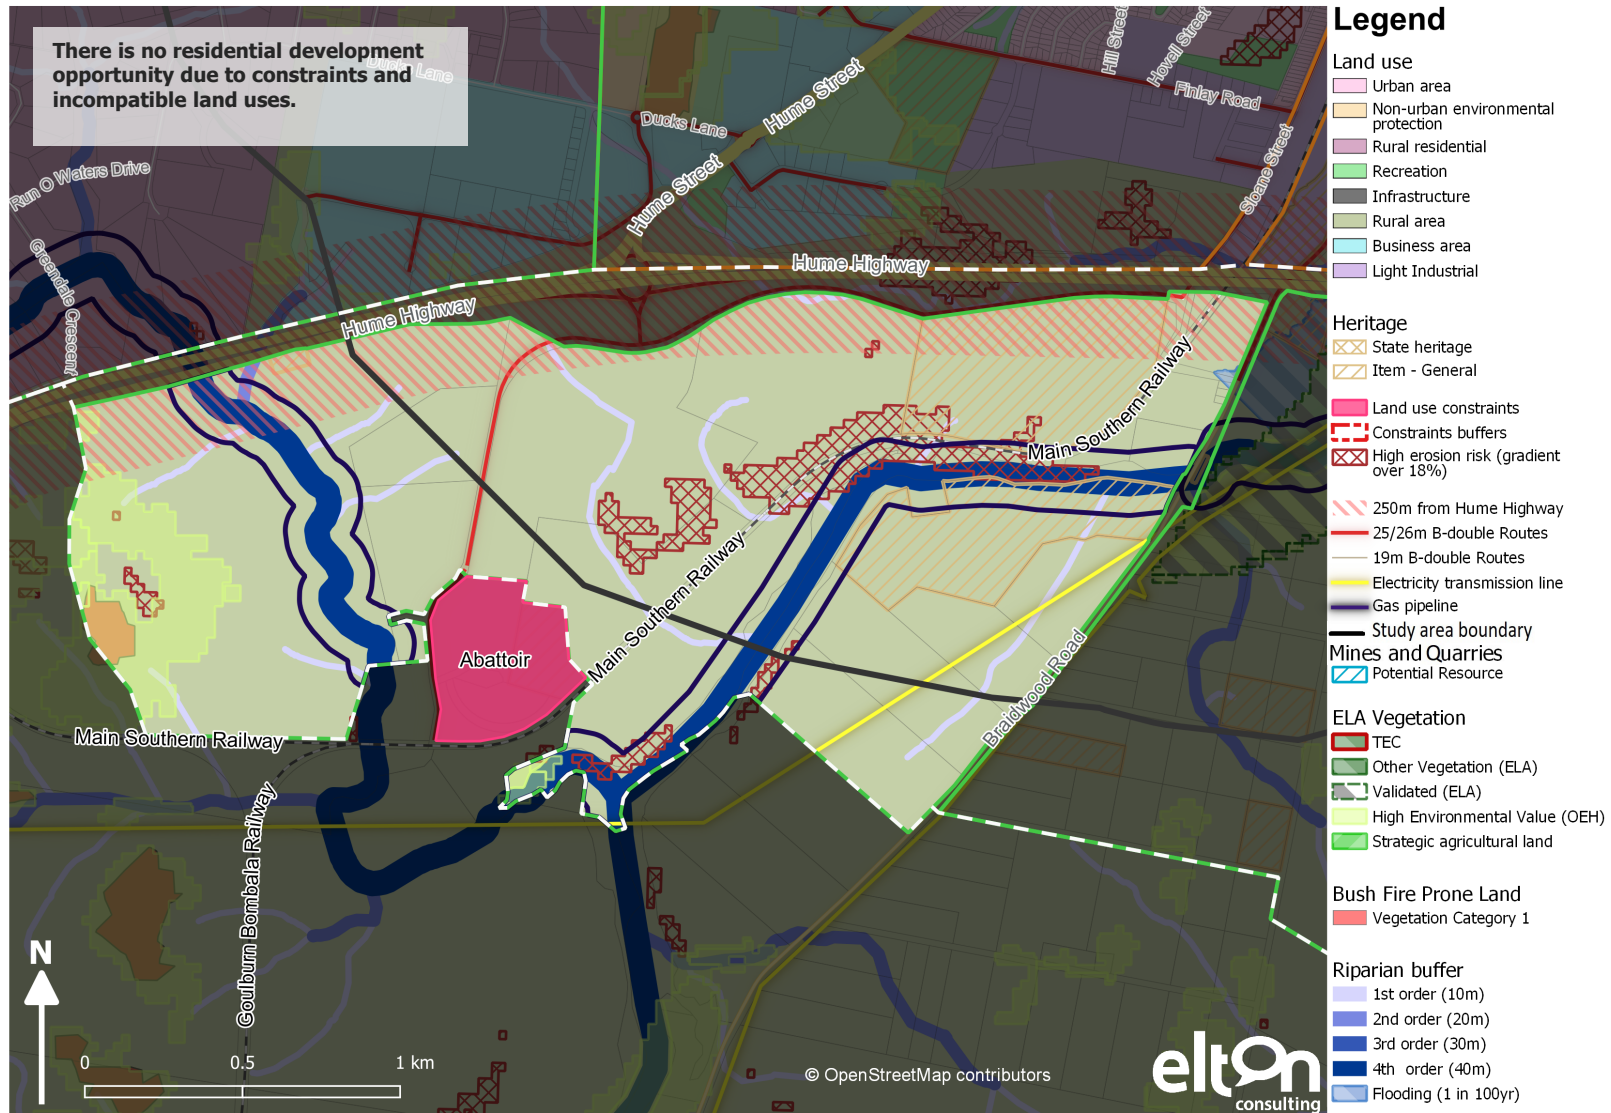 There is no residential development
opportunity due to constraints and
incompatible land uses.
Ducks Lane
Ducks Lane
Hume Street
Hume Street
Hill Street
Hovell Street
Finlay Road
Sloane Street
Run O Waters Drive
Greendale Crescent
Hume Highway
Hume Highway
Main Southern Railway
Main Southern Railway
Main Southern Railway
Abattoir
Braidwood Road
Goulburn Bombala Railway
N
0
0.5
1 km
© OpenStreetMap contributors
elton
consulting
Legend
Land use
Urban area
Non-urban environmental
protection
Rural residential
Recreation
Infrastructure
Rural area
Business area
Light Industrial
Heritage
State heritage
Item - General
Land use constraints
Constraints buffers
High erosion risk (gradient
over 18%)
250m from Hume Highway
25/26m B-double Routes
19m B-double Routes
Electricity transmission line
Gas pipeline
Study area boundary
Mines and Quarries
Potential Resource
ELA Vegetation
TEC
Other Vegetation (ELA)
Validated (ELA)
High Environmental Value (OEH)
Strategic agricultural land
Bush Fire Prone Land
Vegetation Category 1
Riparian buffer
1st order (10m)
2nd order (20m)
3rd order (30m)
4th order (40m)
Flooding (1 in 100yr)